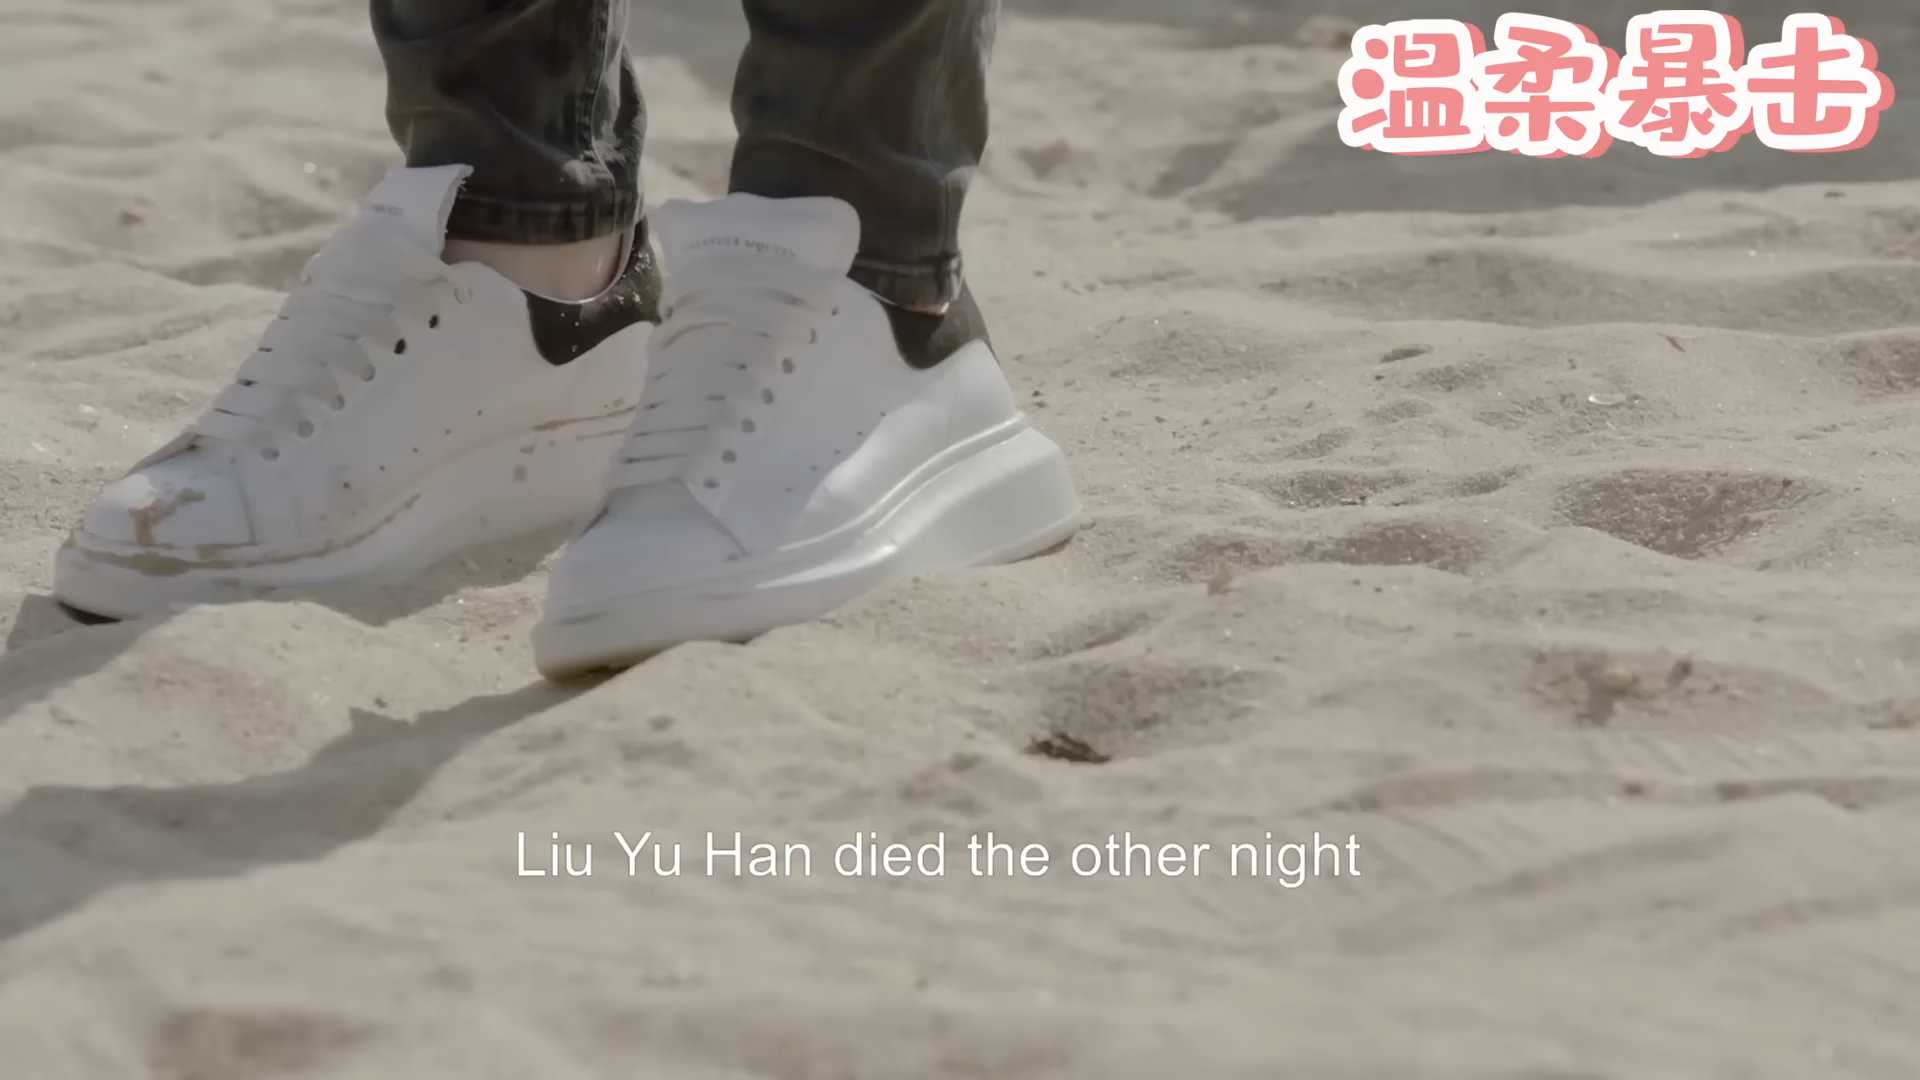 温柔暴击
Liu Yu Han died the other night